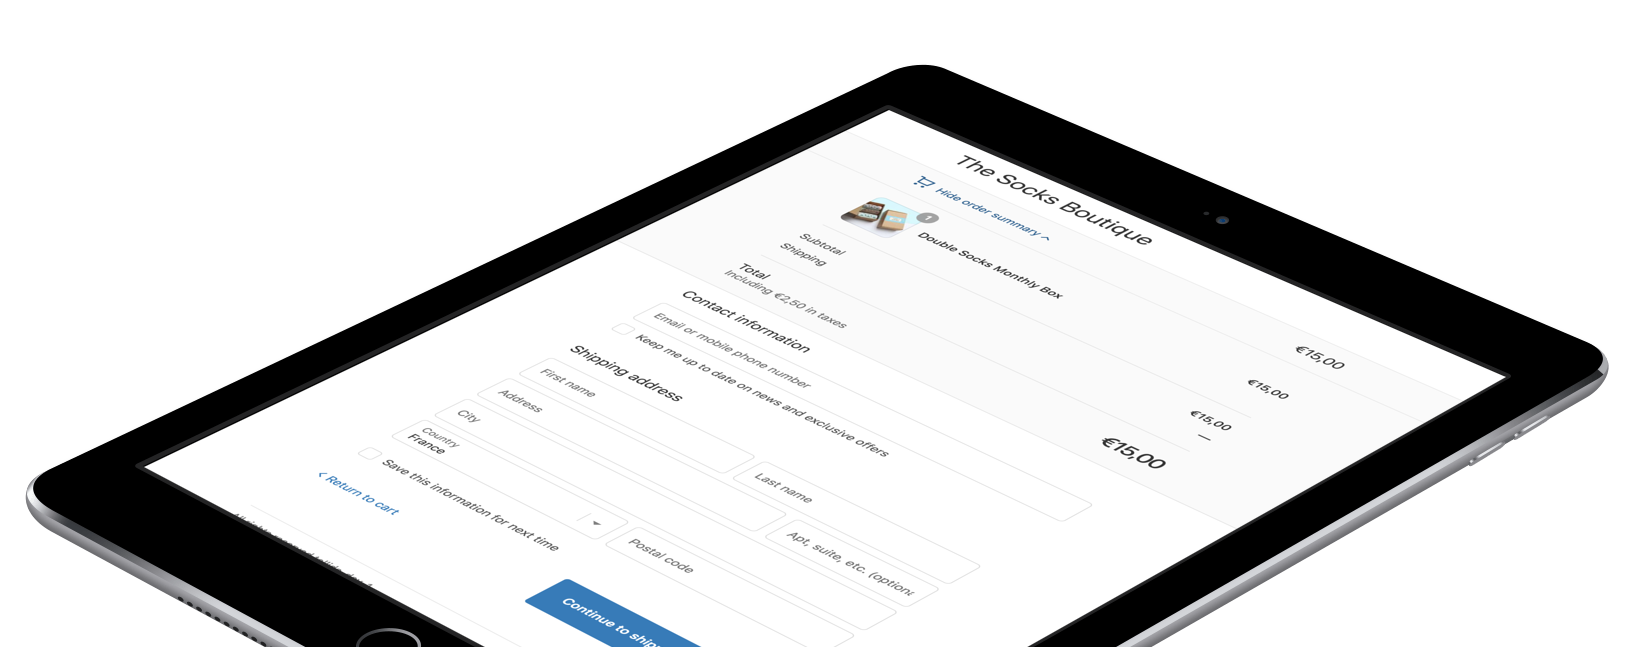 The Socks Boutique
Hide order summary
€15,00
1
Double Socks Monthly Box
€15,00
Subtotal
€15,00
Shipping
—
Total
€15,00
Including €2,50 in taxes
Contact information
Email or mobile phone number
Keep me up to date on news and exclusive offers
Shipping address
First name
Last name
Address
Apt, suite, etc. (optional
City
Country
France
Postal code
Save this information for next time
< Return to cart
Continue to ship